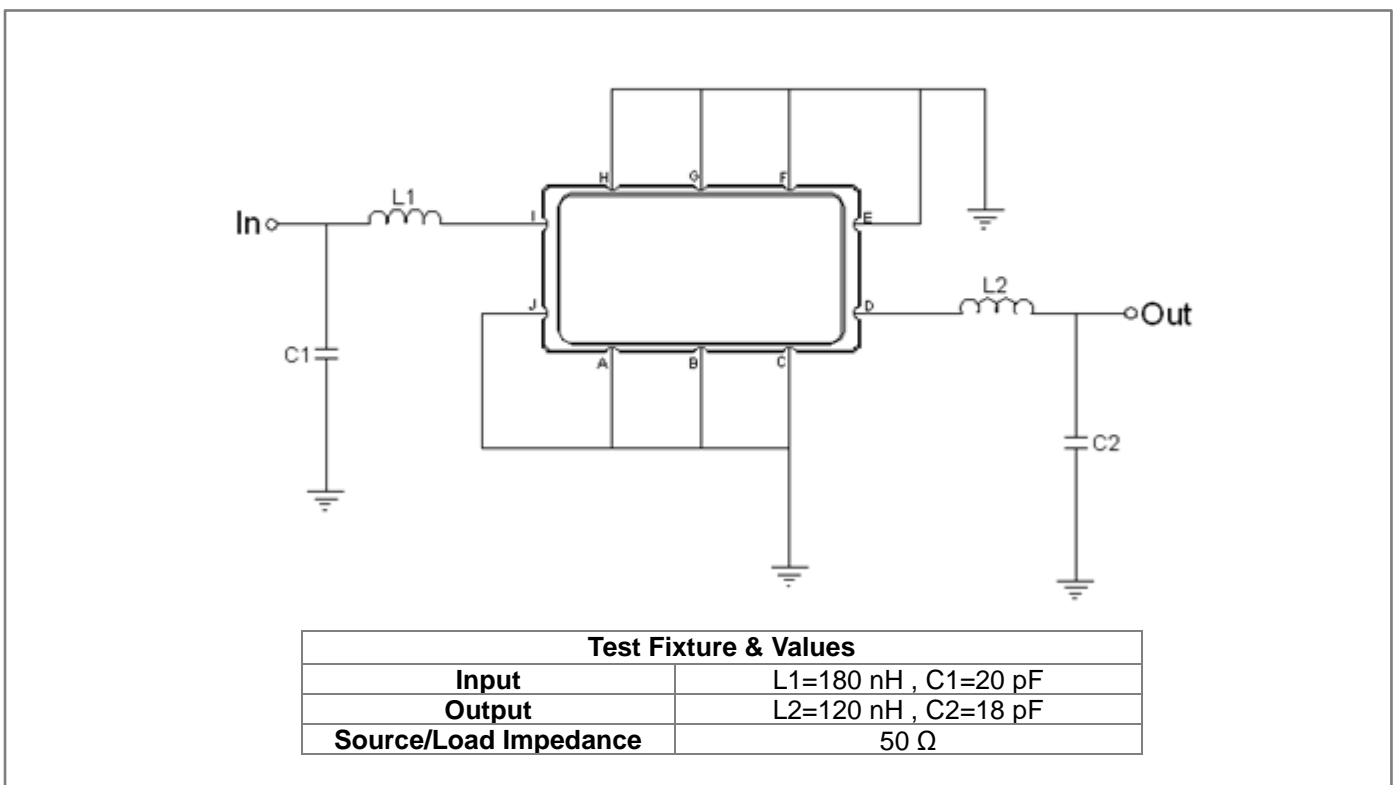 H G F
L1
In I E
L2
J D Out
C1
A B C
C2
Test Fixture & Values
Input L1=180 nH , C1=20 pF
Output L2=120 nH , C2=18 pF
Source/Load Impedance 50 Ω